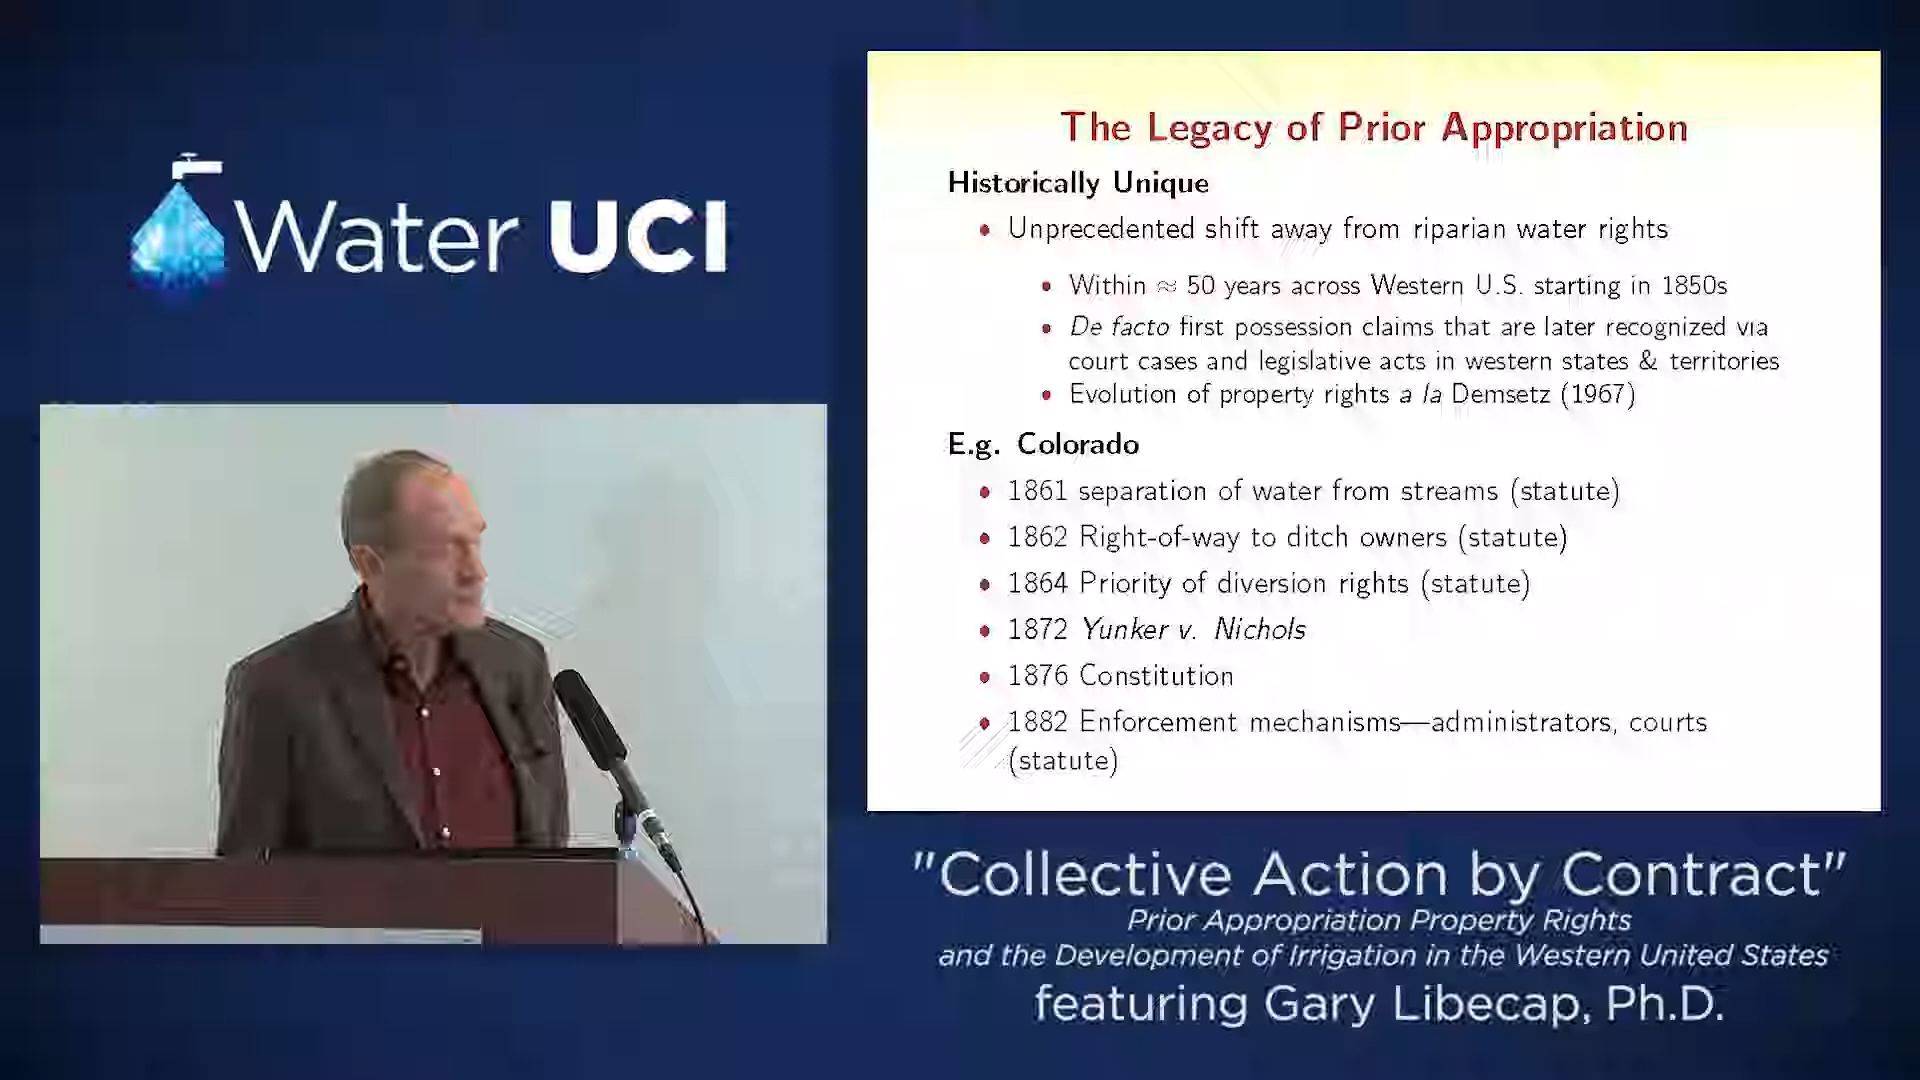 Water UCI
The Legacy of Prior Appropriation
Historically Unique
• Unprecedented shift away from riparian water rights
• Within ≈ 50 years across Western U.S. starting in 1850s
• De facto first possession claims that are later recognized via
court cases and legislative acts in western states & territories
• Evolution of property rights a la Demsetz (1967)
E.g. Colorado
• 1861 separation of water from streams (statute)
• 1862 Right-of-way to ditch owners (statute)
• 1864 Priority of diversion rights (statute)
• 1872 Yunker v. Nichols
• 1876 Constitution
• 1882 Enforcement mechanisms—administrators, courts
(statute)
"Collective Action by Contract"
Prior Appropriation Property Rights
and the Development of Irrigation in the Western United States
featuring Gary Libecap, Ph.D.